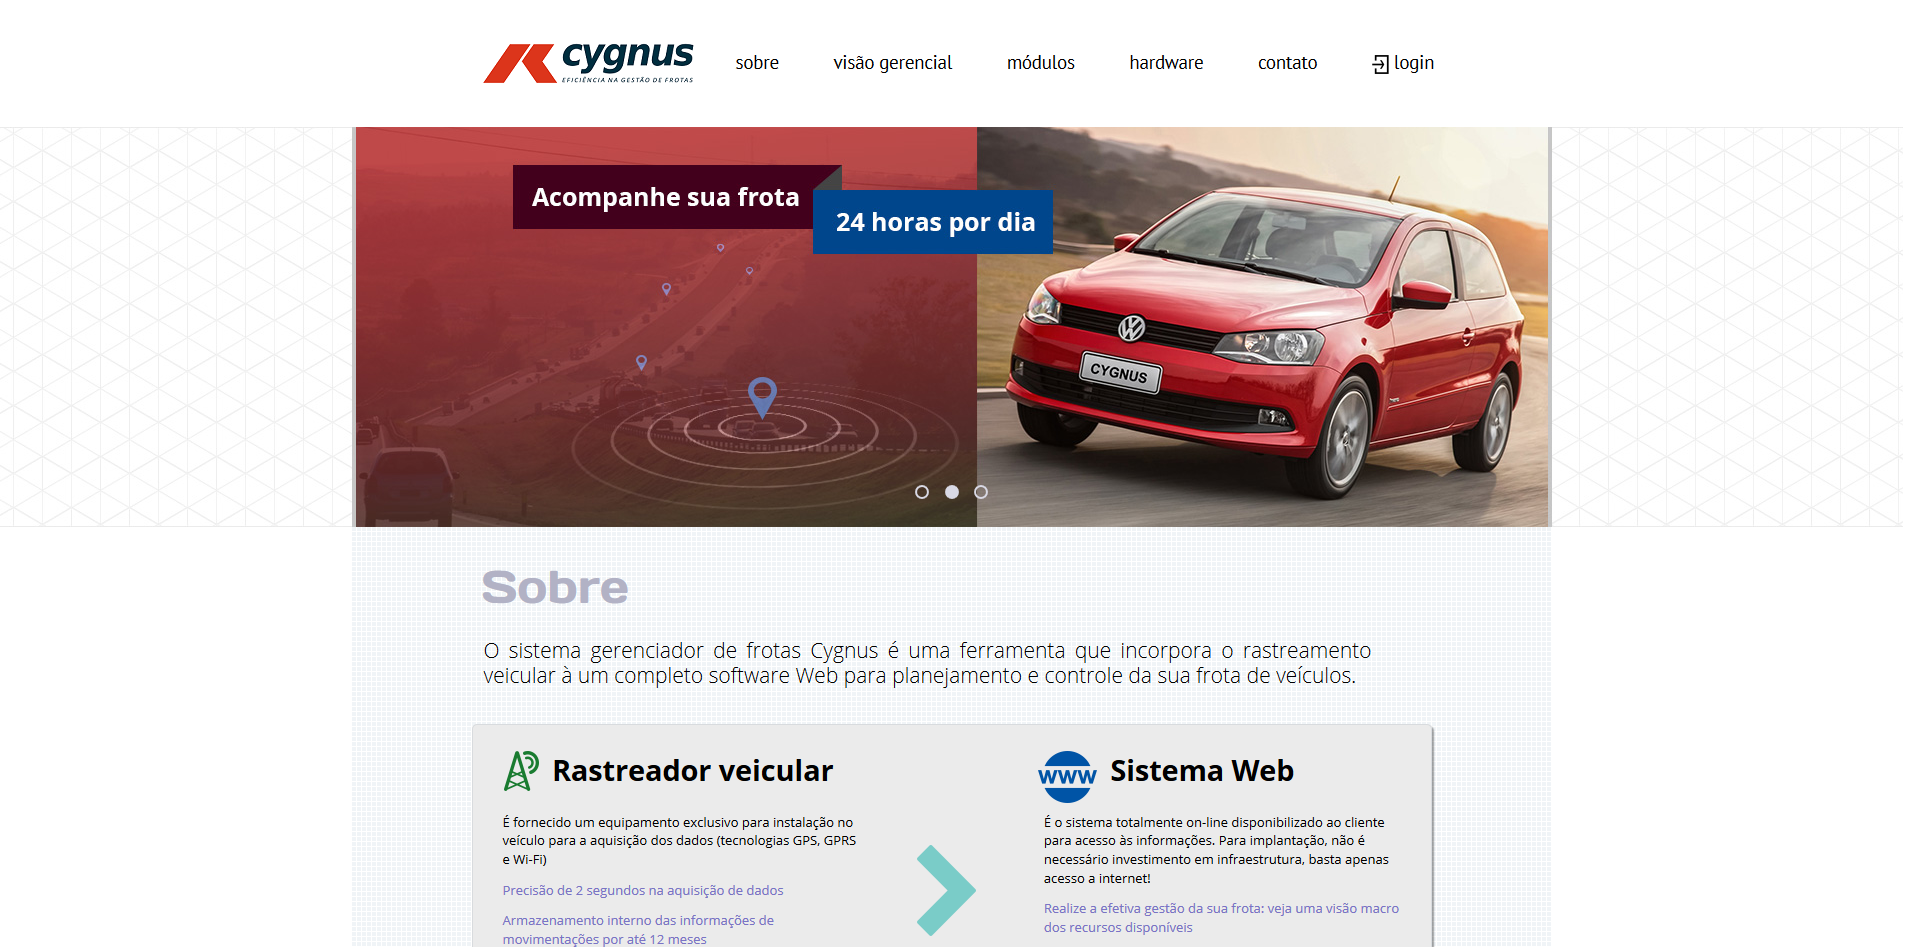 cygnus
EFICIÊNCIA NA GESTÃO DE FROTAS
sobre
visão gerencial
módulos
hardware
contato
login
Acompanhe sua frota
24 horas por dia
CYGNUS
Sobre
O sistema gerenciador de frotas Cygnus é uma ferramenta que incorpora o rastreamento
veicular à um completo software Web para planejamento e controle da sua frota de veículos.
Rastreador veicular
É fornecido um equipamento exclusivo para instalação no
veículo para a aquisição dos dados (tecnologias GPS, GPRS
e Wi-Fi)
Precisão de 2 segundos na aquisição de dados
Armazenamento interno das informações de
movimentações por até 12 meses
www
Sistema Web
É o sistema totalmente on-line disponibilizado ao cliente
para acesso às informações. Para implantação, não é
necessário investimento em infraestrutura, basta apenas
acesso a internet!
Realize a efetiva gestão da sua frota: veja uma visão macro
dos recursos disponíveis